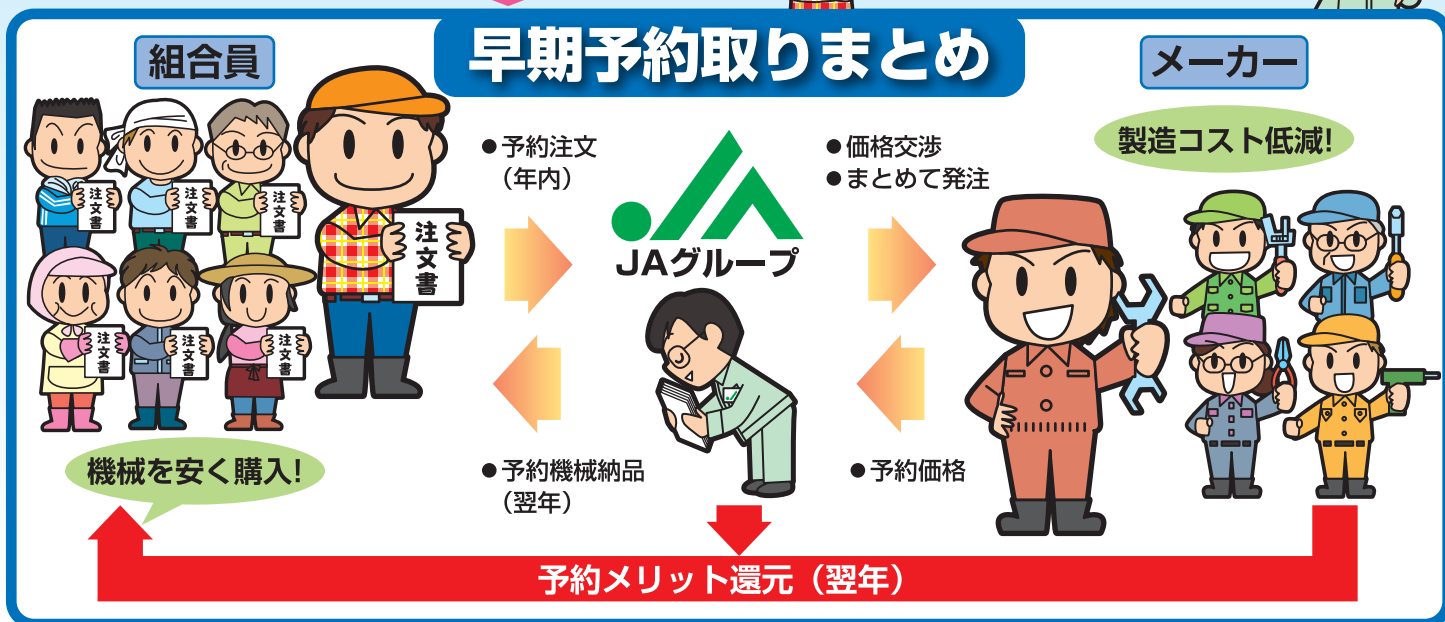 早期予約取りまとめ
組合員
メーカー
製造コスト低減!
●予約注文
(年内)
●価格交渉
●まとめて発注
JAグループ
注文書
注文書
注文書
注文書
注文書
注文書
注文書
機械を安く購入!
●予約機械納品
(翌年)
●予約価格
予約メリット還元(翌年)